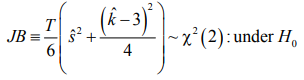 JB ≡ T/6 ( ŝ² + (k̂ − 3)²/4 ) ~ χ²(2) : under H₀